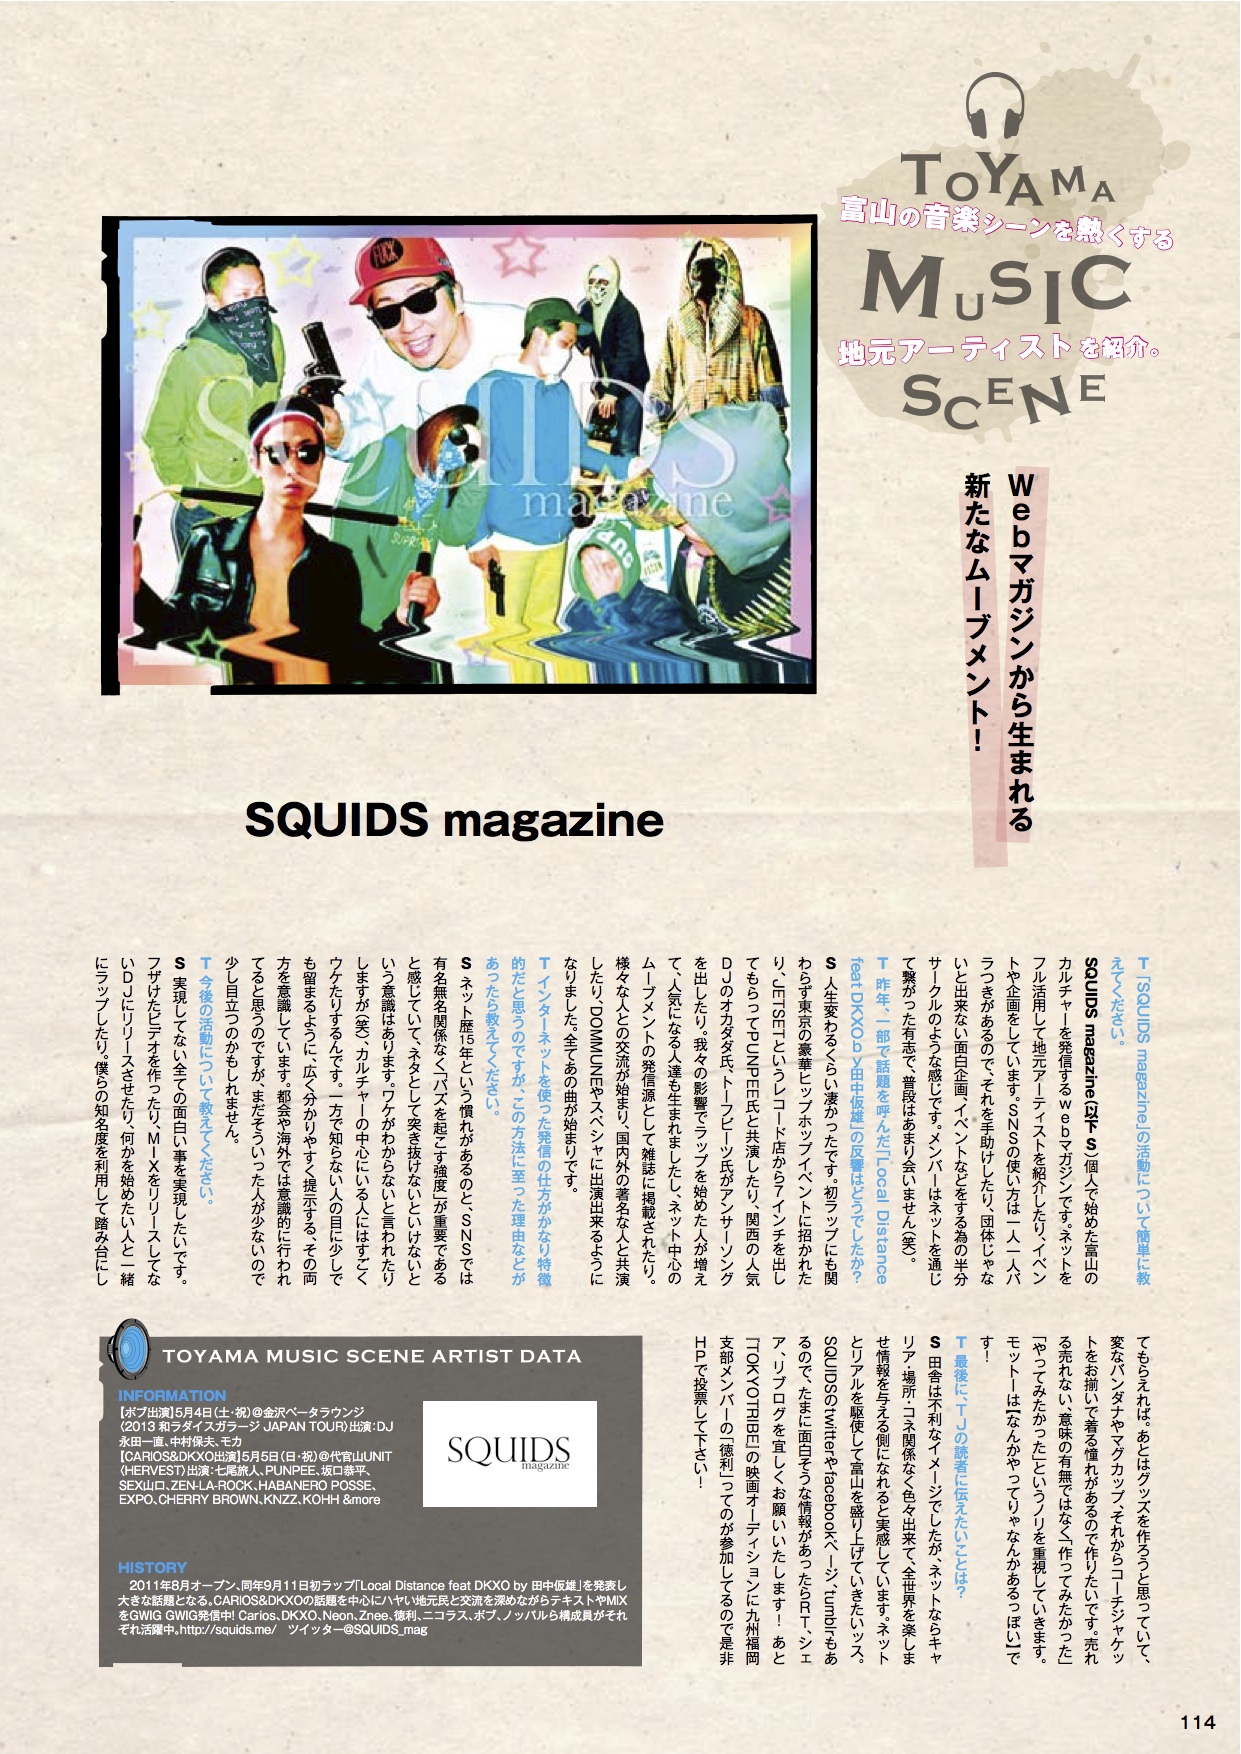 TOYAMA
富山の音楽シーンを熱くする
MUSIC
地元アーティストを紹介。
SCENE
Webマガジンから生まれる
新たなムーブメント！
FUCK
SQUIDS
magazine
SUPREME
SQUIDS magazine
T 「SQUIDS magazine」の活動について簡単に教
えてください。
SQUIDS magazine（以下 S）個人で始めた富山の
カルチャーを発信するwebマガジンです。ネットを
フル活用して地元アーティストを紹介したり、イベン
トや企画をしています。SNSの使い方は一人一人バ
ラつきがあるので、それを手助けしたり、団体じゃな
いと出来ない面白企画、イベントなどをする為の半分
サークルのような感じです。メンバーはネットを通じ
て繋がった有志で、普段はあまり会いません（笑）。
T 昨年、一部で話題を呼んだ「Local Distance
feat DKXO by 田中仮雄」の反響はどうでしたか？
S 人生変わるくらい凄かったです。初ラップにも関
わらず東京の豪華ヒップホップイベントに招かれた
り、JETSETというレコード店から7インチを出し
てもらってPUNPEE氏と共演したり、関西の人気
DJのオカダダ氏、トーフビーツ氏がアンサーソング
を出したり。我々の影響でラップを始めた人が増え
て、人気になる人達も生まれましたし、ネット中心の
ムーブメントの発信源として雑誌に掲載されたり。
様々な人との交流が始まり、国内外の著名な人と共演
したり、DOMMUNEやスペシャに出演出来るように
なりました。全てあの曲が始まりです。
T インターネットを使った発信の仕方がかなり特徴
的だと思うのですが、この方法に至った理由などが
あったら教えてください。
S ネット歴15年という慣れがあるのと、SNSでは
有名無名関係なく「バズを起こす強度」が重要である
と感じていて、ネタとして突き抜けないといけないと
いう意識はあります。ワケがわからないと言われたり
しますが（笑）、カルチャーの中心にいる人にはすごく
ウケたりするんです。一方で知らない人の目に少しで
も留まるように、広く分かりやすく提示する、その両
方を意識しています。都会や海外では意識的に行われ
てると思うのですが、まだそういった人が少ないので
少し目立つのかもしれません。
T 今後の活動について教えてください。
S 実現してない全ての面白い事を実現したいです。
フザけたビデオを作ったり、MIXをリリースしてな
いDJにリリースさせたり、何かを始めたい人と一緒
にラップしたり。僕らの知名度を利用して踏み台にし
てもらえれば。あとはグッズを作ろうと思っていて、
変なバンダナやマグカップ、それからコーチジャケッ
トをお揃いで着る憧れがあるので作りたいです。売れ
る売れない、意味の有無ではなく「作ってみたかった」
「やってみたかった」というノリを重視していきます。
モットーは【なんかやってりゃなんかあるっぽい】で
す！
T 最後に、TJの読者に伝えたいことは？
S 田舎は不利なイメージでしたが、ネットならキャ
リア・場所・コネ関係なく色々出来て、全世界を楽しま
せ情報を与える側になれると実感しています。ネット
とリアルを駆使して富山を盛り上げていきたいッス。
SQUIDSのtwitterやfacebookページ、tumblrもあ
るので、たまに面白そうな情報があったらRT、シェ
ア、リブログを宜しくお願いいたします！ あと
『TOKYO TRIBE』の映画オーディションに九州福岡
支部メンバーの「徳利」ってのが参加してるので是非
HPで投票して下さい！
TOYAMA MUSIC SCENE ARTIST DATA
INFORMATION
【ボブ出演】5月4日（土・祝）@金沢ベータラウンジ
〈2013 和ラダイスガラージ JAPAN TOUR〉出演：DJ
永田一直、中村保夫、モカ
【CARIOS&DKXO出演】5月5日（日・祝）@代官山UNIT
〈HERVEST〉出演：七尾旅人、PUNPEE、坂口恭平、
SEX山口、ZEN-LA-ROCK、HABANERO POSSE、
EXPO、CHERRY BROWN、KNZZ、KOHH &more
SQUIDS
magazine
HISTORY
2011年8月オープン、同年9月11日初ラップ「Local Distance feat DKXO by 田中仮雄」を発表し
大きな話題となる。CARIOS&DKXOの話題を中心にハヤい地元民と交流を深めながらテキストやMIX
をGWIG GWIG発信中! Carios、DKXO、Neon、Znee、徳利、ニコラス、ボブ、ノッパルら構成員がそれ
ぞれ活躍中。http://squids.me/ ツイッター@SQUIDS_mag
114